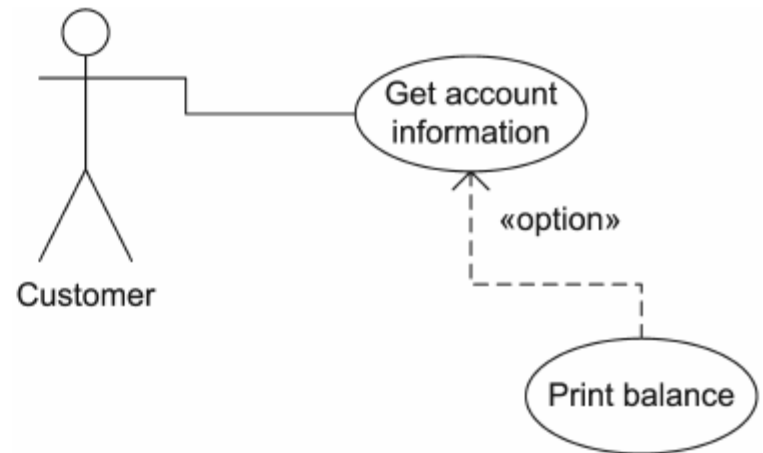 Get account
information
«option»
Customer
Print balance